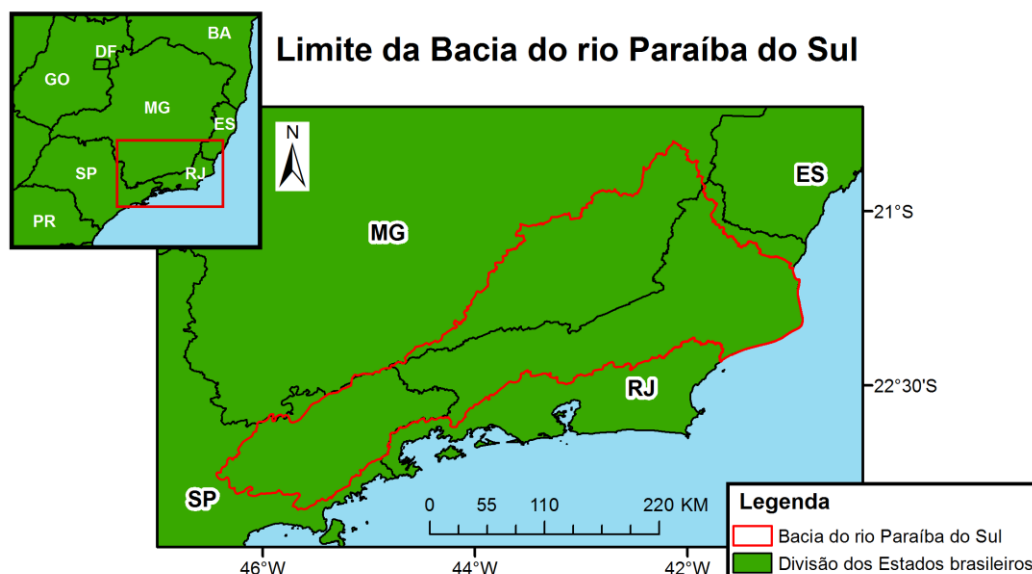 Limite da Bacia do rio Paraíba do Sul
BA
DF
GO
MG
ES
SP
RJ
PR
N
ES
MG
21°S
22°30'S
RJ
SP
0 55 110 220 KM
46°W 44°W 42°W
Legenda
Bacia do rio Paraíba do Sul
Divisão dos Estados brasileiros